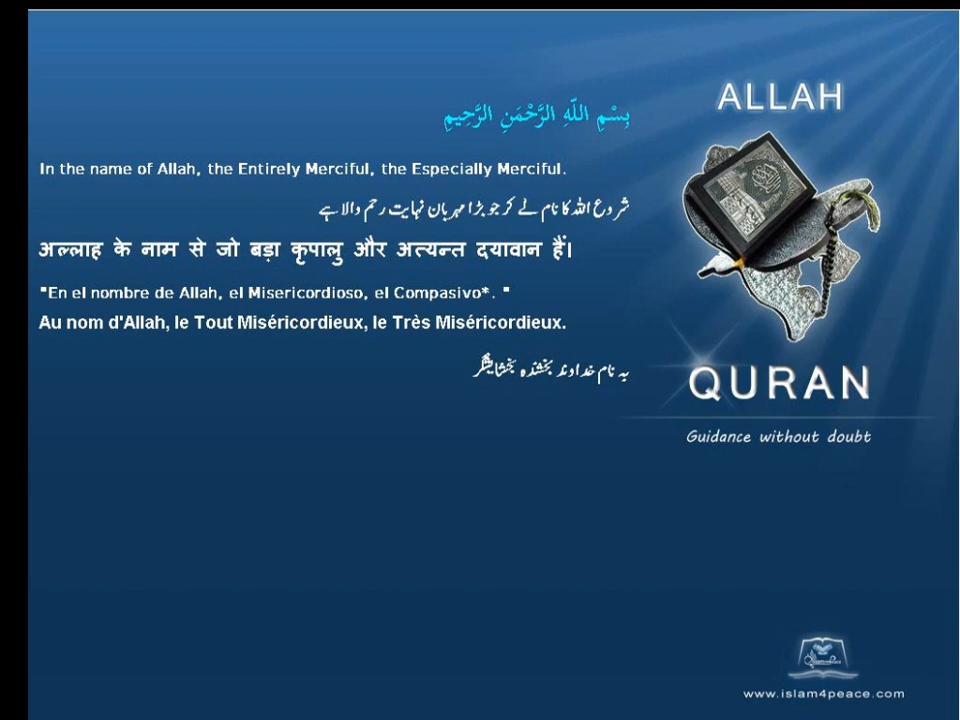 بِسْمِ اللَّهِ الرَّحْمَنِ الرَّحِيمِ
In the name of Allah, the Entirely Merciful, the Especially Merciful.
شروع الله کا نام لے کر جو بڑا مہربان نہایت رحم والا ہے
अल्लाह के नाम से जो बड़ा कृपालु और अत्यन्त दयावान हैं।
"En el nombre de Allah, el Misericordioso, el Compasivo*. "
Au nom d'Allah, le Tout Miséricordieux, le Très Miséricordieux.
به نام خداوند بخشنده بخشایشگر
ALLAH
QURAN
Guidance without doubt
www.islam4peace.com